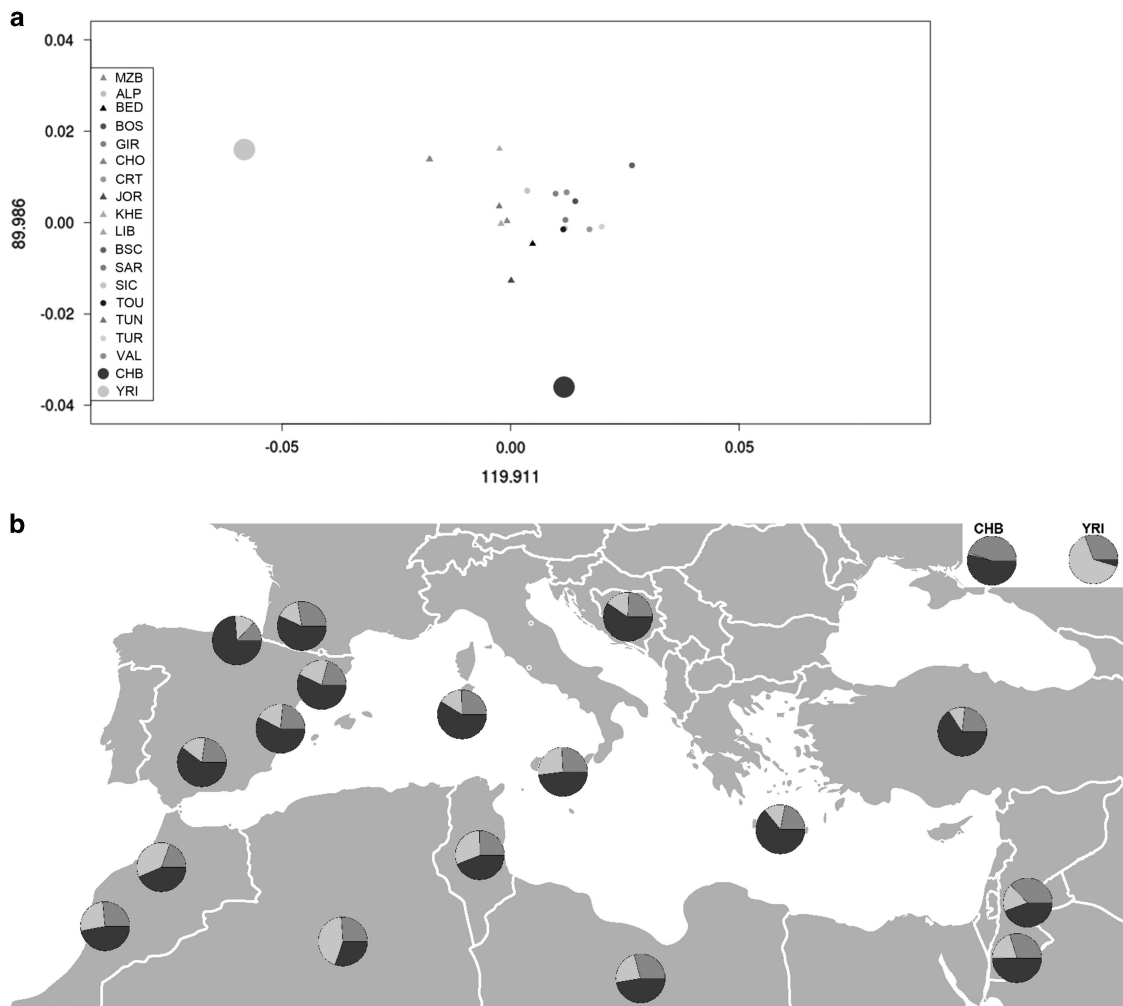 a
0.04
0.02
0.00
-0.02
-0.04
89.986
MZB
ALP
BED
BOS
GIR
CHO
CRT
JOR
KHE
LIB
BSC
SAR
SIC
TOU
TUN
TUR
VAL
CHB
YRI
-0.05
0.00
0.05
119.911
b
CHB
YRI